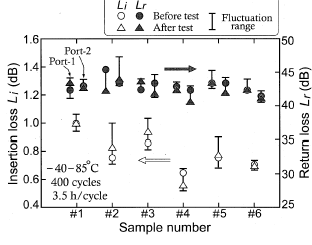 Li Lr
Before test
After test
Fluctuation
range
Port-2
Port-1
Insertion loss Li (dB)
1.6
1.4
1.2
1.0
0.8
0.6
0.4
50
45
40
35
30
25
Return loss Lr (dB)
−40–85°C
400 cycles
3.5 h/cycle
#1 #2 #3 #4 #5 #6
Sample number